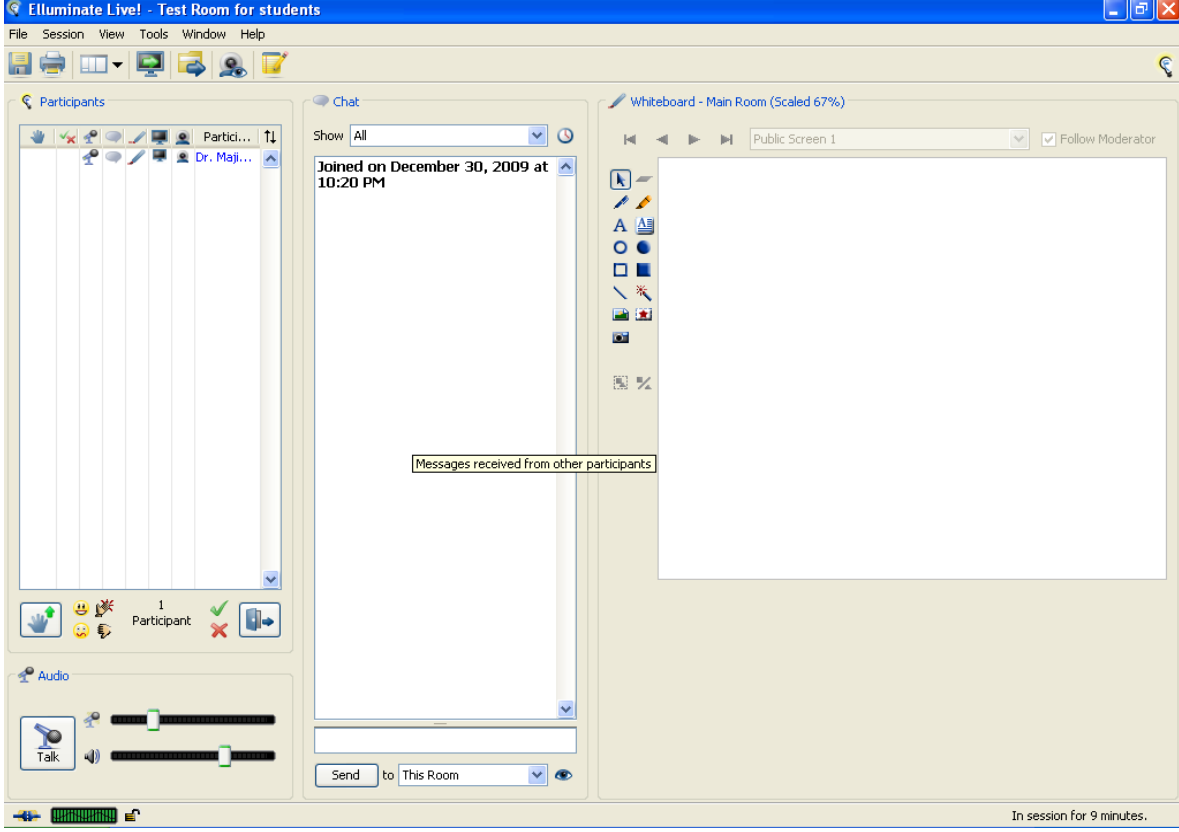 Elluminate Live! - Test Room for students
File Session View Tools Window Help
Participants
Partici...
Dr. Maji...
1
Participant
Audio
Talk
Chat
Show All
Joined on December 30, 2009 at
10:20 PM
Messages received from other participants
Send to This Room
Whiteboard - Main Room (Scaled 67%)
Public Screen 1 Follow Moderator
A A
In session for 9 minutes.